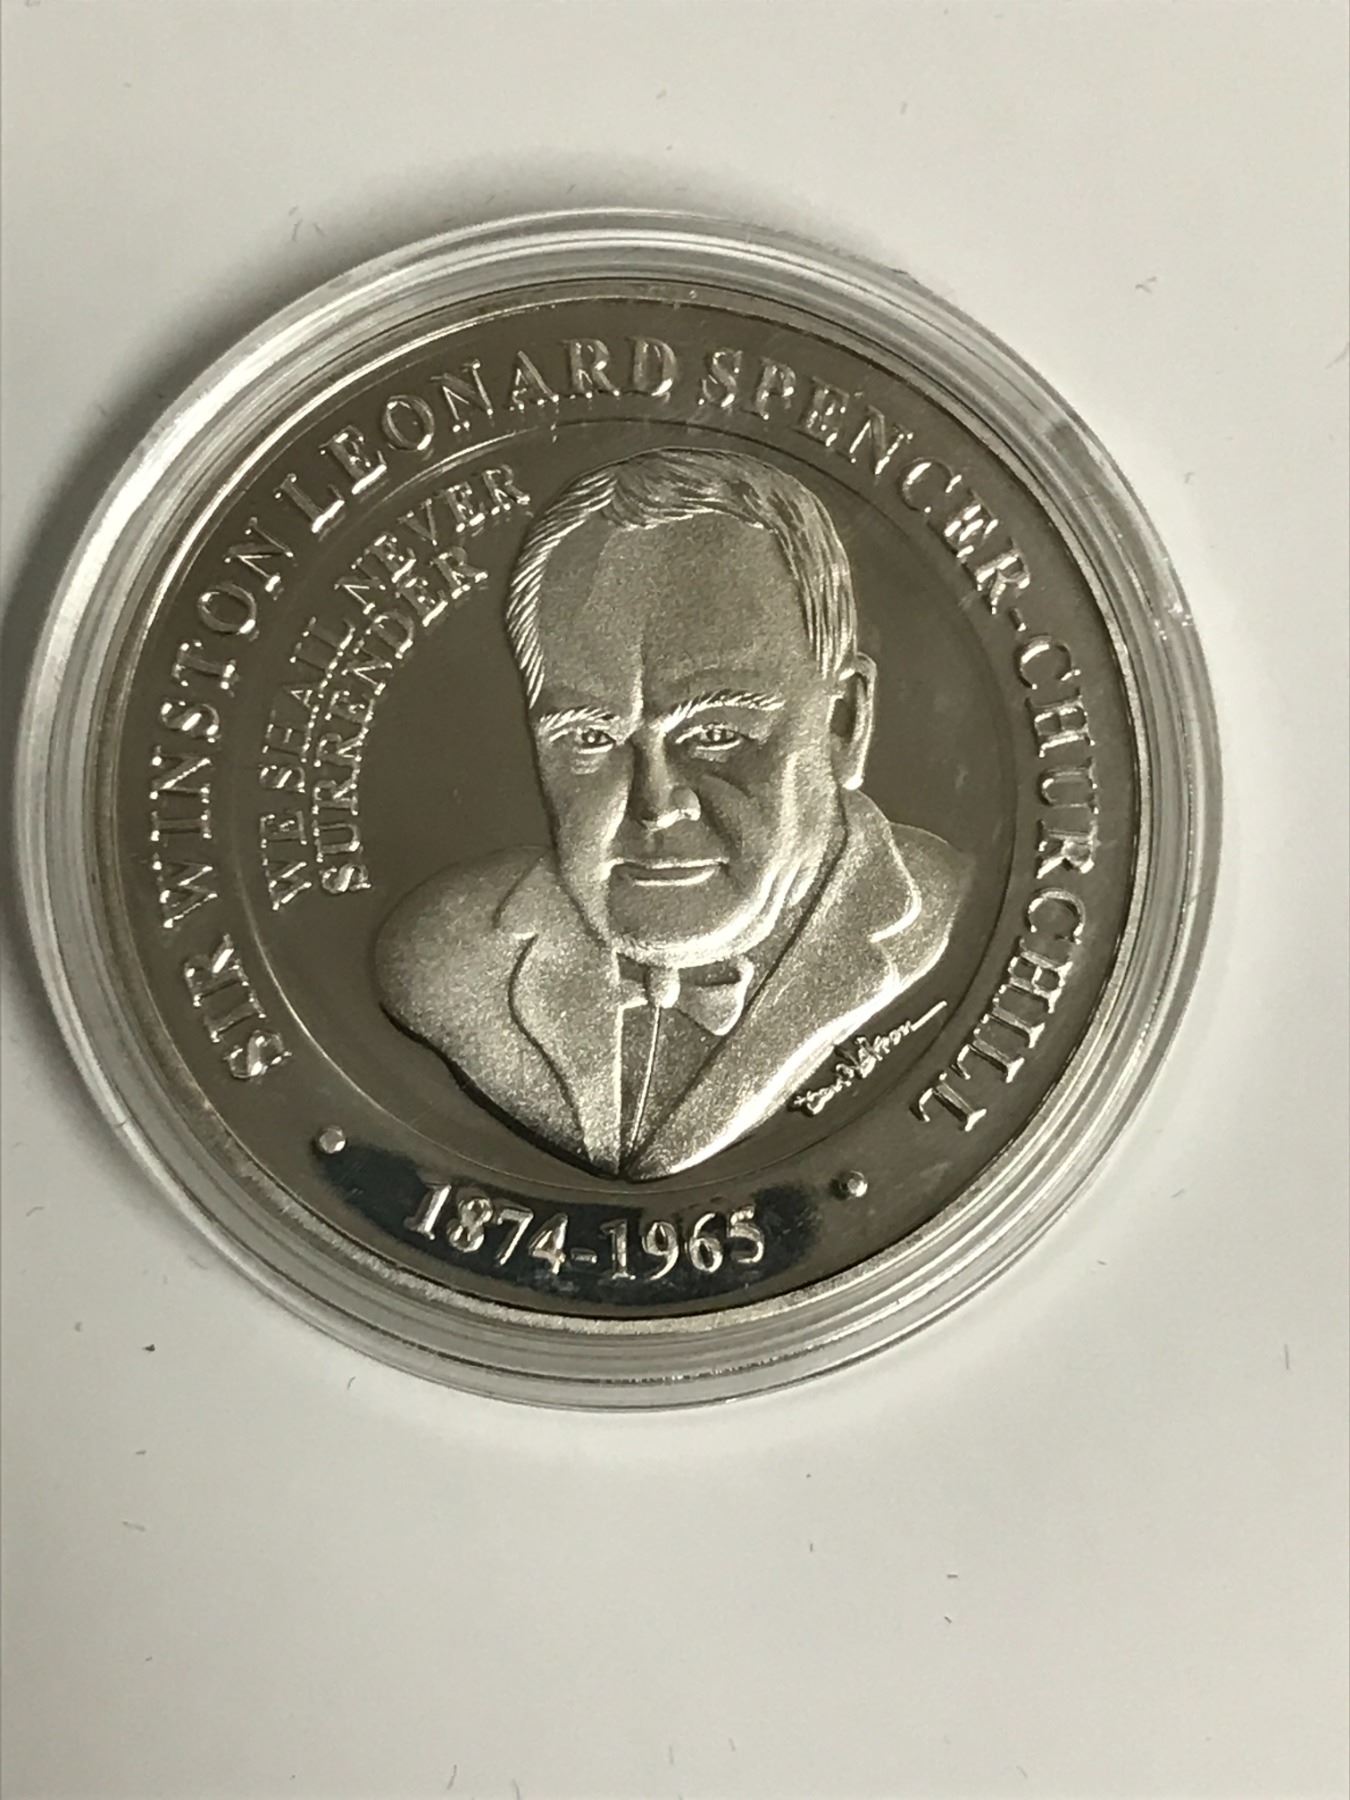 SIR WINSTON LEONARD SPENCER-CHURCHILL
WE SHALL NEVER
SURRENDER
• 1874-1965 •